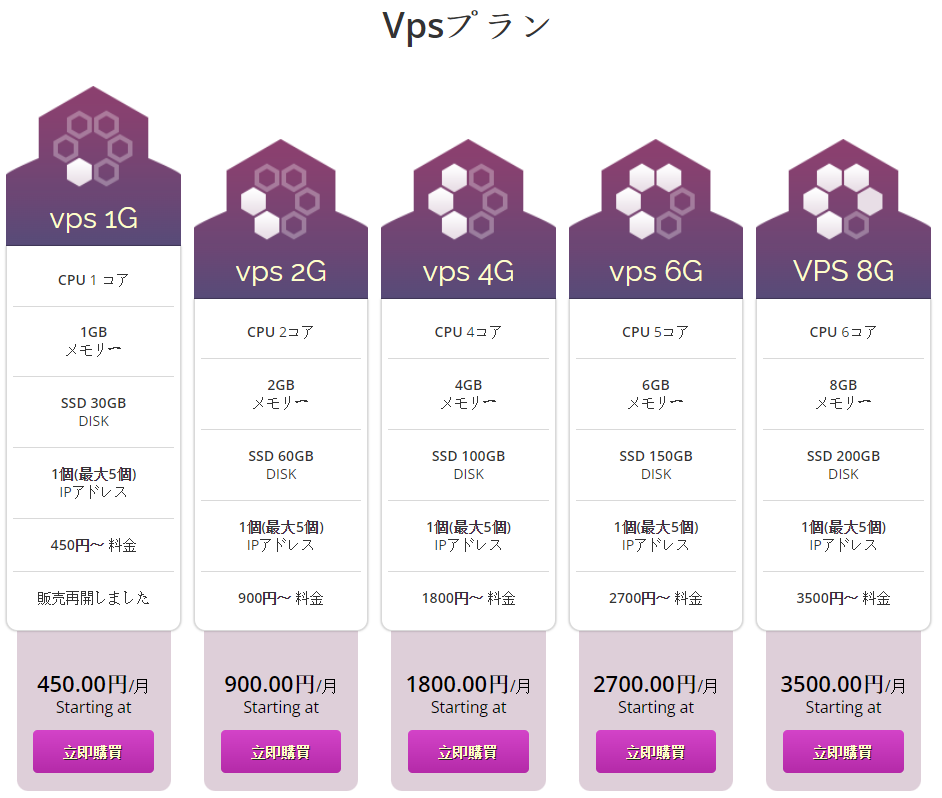 Vpsプラン
vps 1G
CPU 1 コア
1GB
メモリー
SSD 30GB
DISK
1個(最大5個)
IPアドレス
450円～ 料金
販売再開しました
450.00円/月
Starting at
立即購買
vps 2G
CPU 2コア
2GB
メモリー
SSD 60GB
DISK
1個(最大5個)
IPアドレス
900円～ 料金
900.00円/月
Starting at
立即購買
vps 4G
CPU 4コア
4GB
メモリー
SSD 100GB
DISK
1個(最大5個)
IPアドレス
1800円～ 料金
1800.00円/月
Starting at
立即購買
vps 6G
CPU 5コア
6GB
メモリー
SSD 150GB
DISK
1個(最大5個)
IPアドレス
2700円～ 料金
2700.00円/月
Starting at
立即購買
VPS 8G
CPU 6コア
8GB
メモリー
SSD 200GB
DISK
1個(最大5個)
IPアドレス
3500円～ 料金
3500.00円/月
Starting at
立即購買